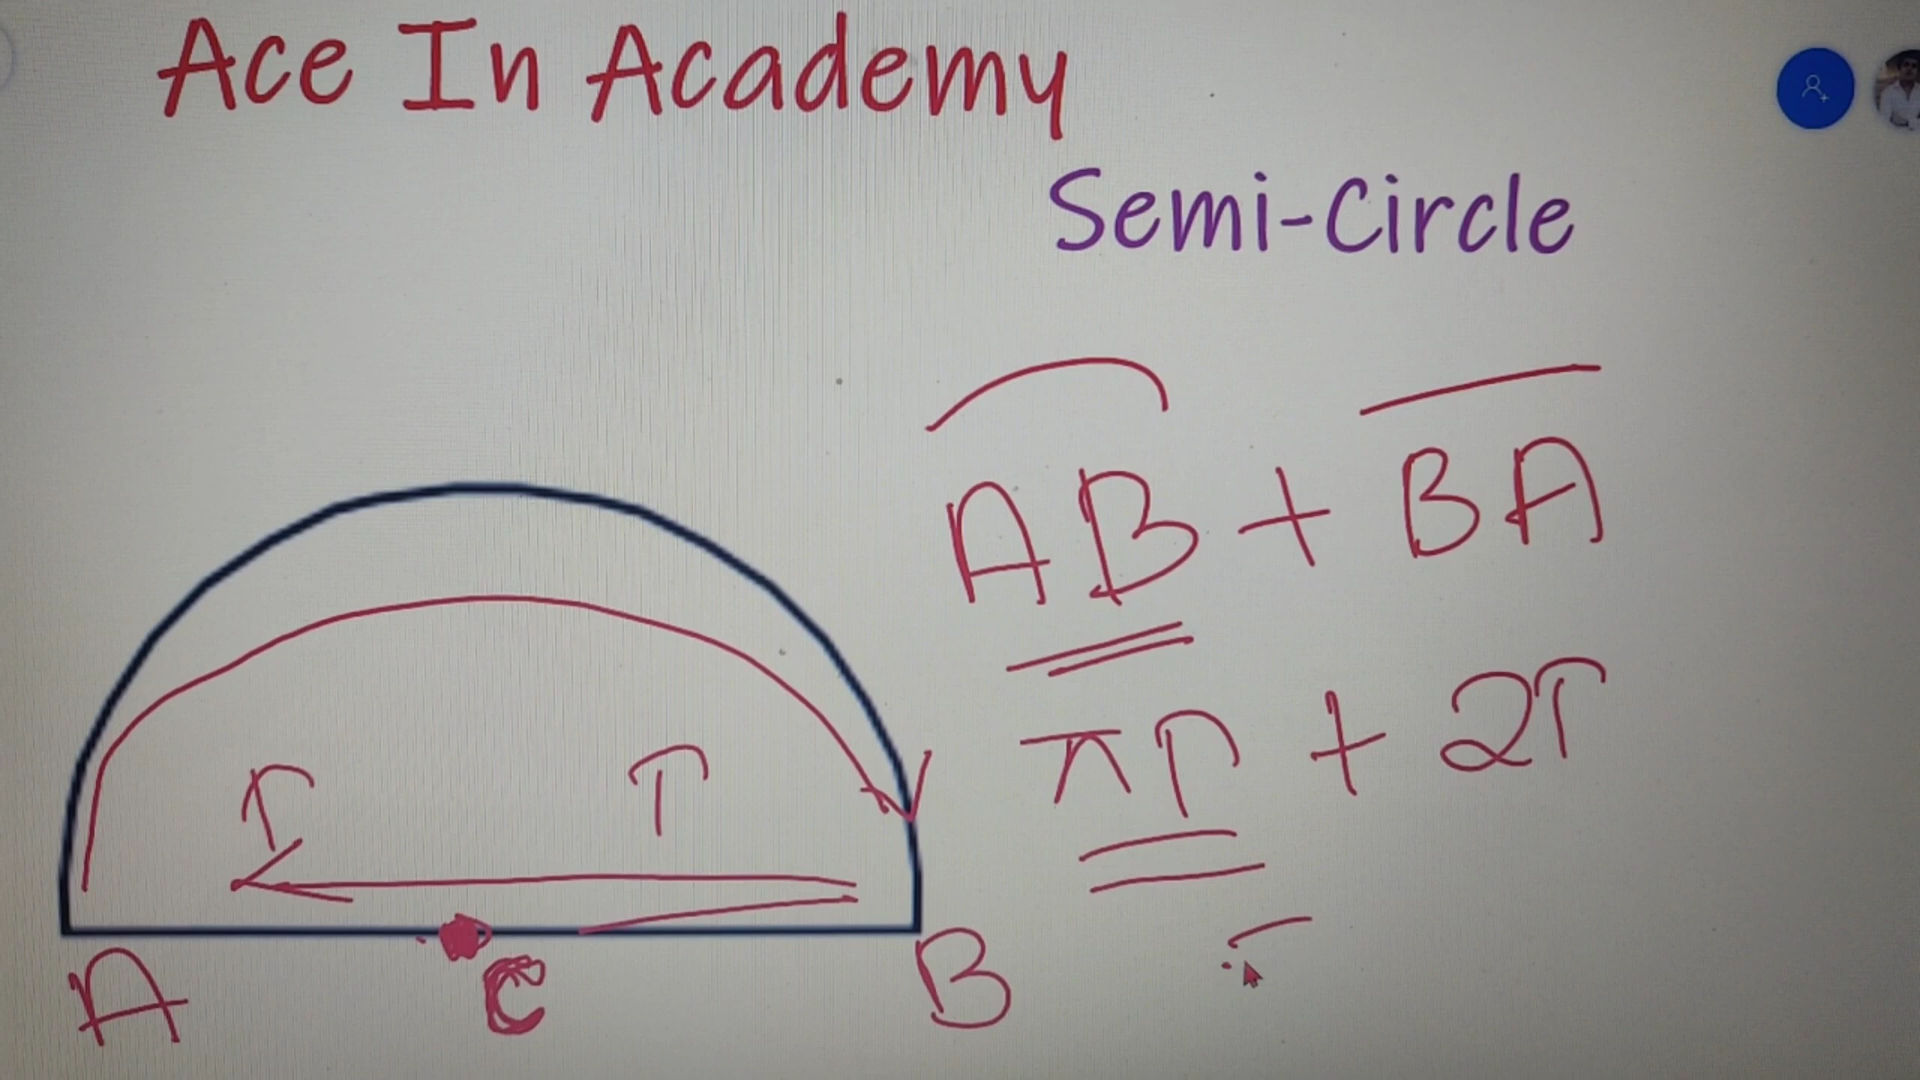 Ace In Academy
Semi-Circle
AB + BA
πr + 2r
r r
A C B